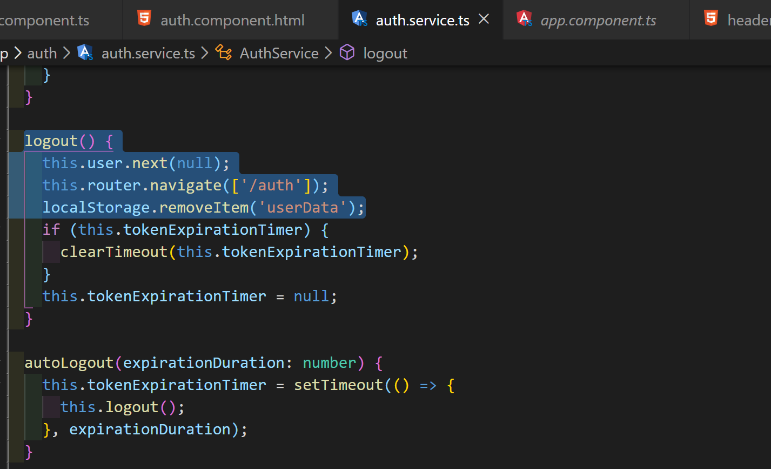 omponent.ts auth.component.html auth.service.ts app.component.ts header
p > auth > auth.service.ts > AuthService > logout
}
}
logout() {
this.user.next(null);
this.router.navigate(['/auth']);
localStorage.removeItem('userData');
if (this.tokenExpirationTimer) {
clearTimeout(this.tokenExpirationTimer);
}
this.tokenExpirationTimer = null;
}
autoLogout(expirationDuration: number) {
this.tokenExpirationTimer = setTimeout(() => {
this.logout();
}, expirationDuration);
}